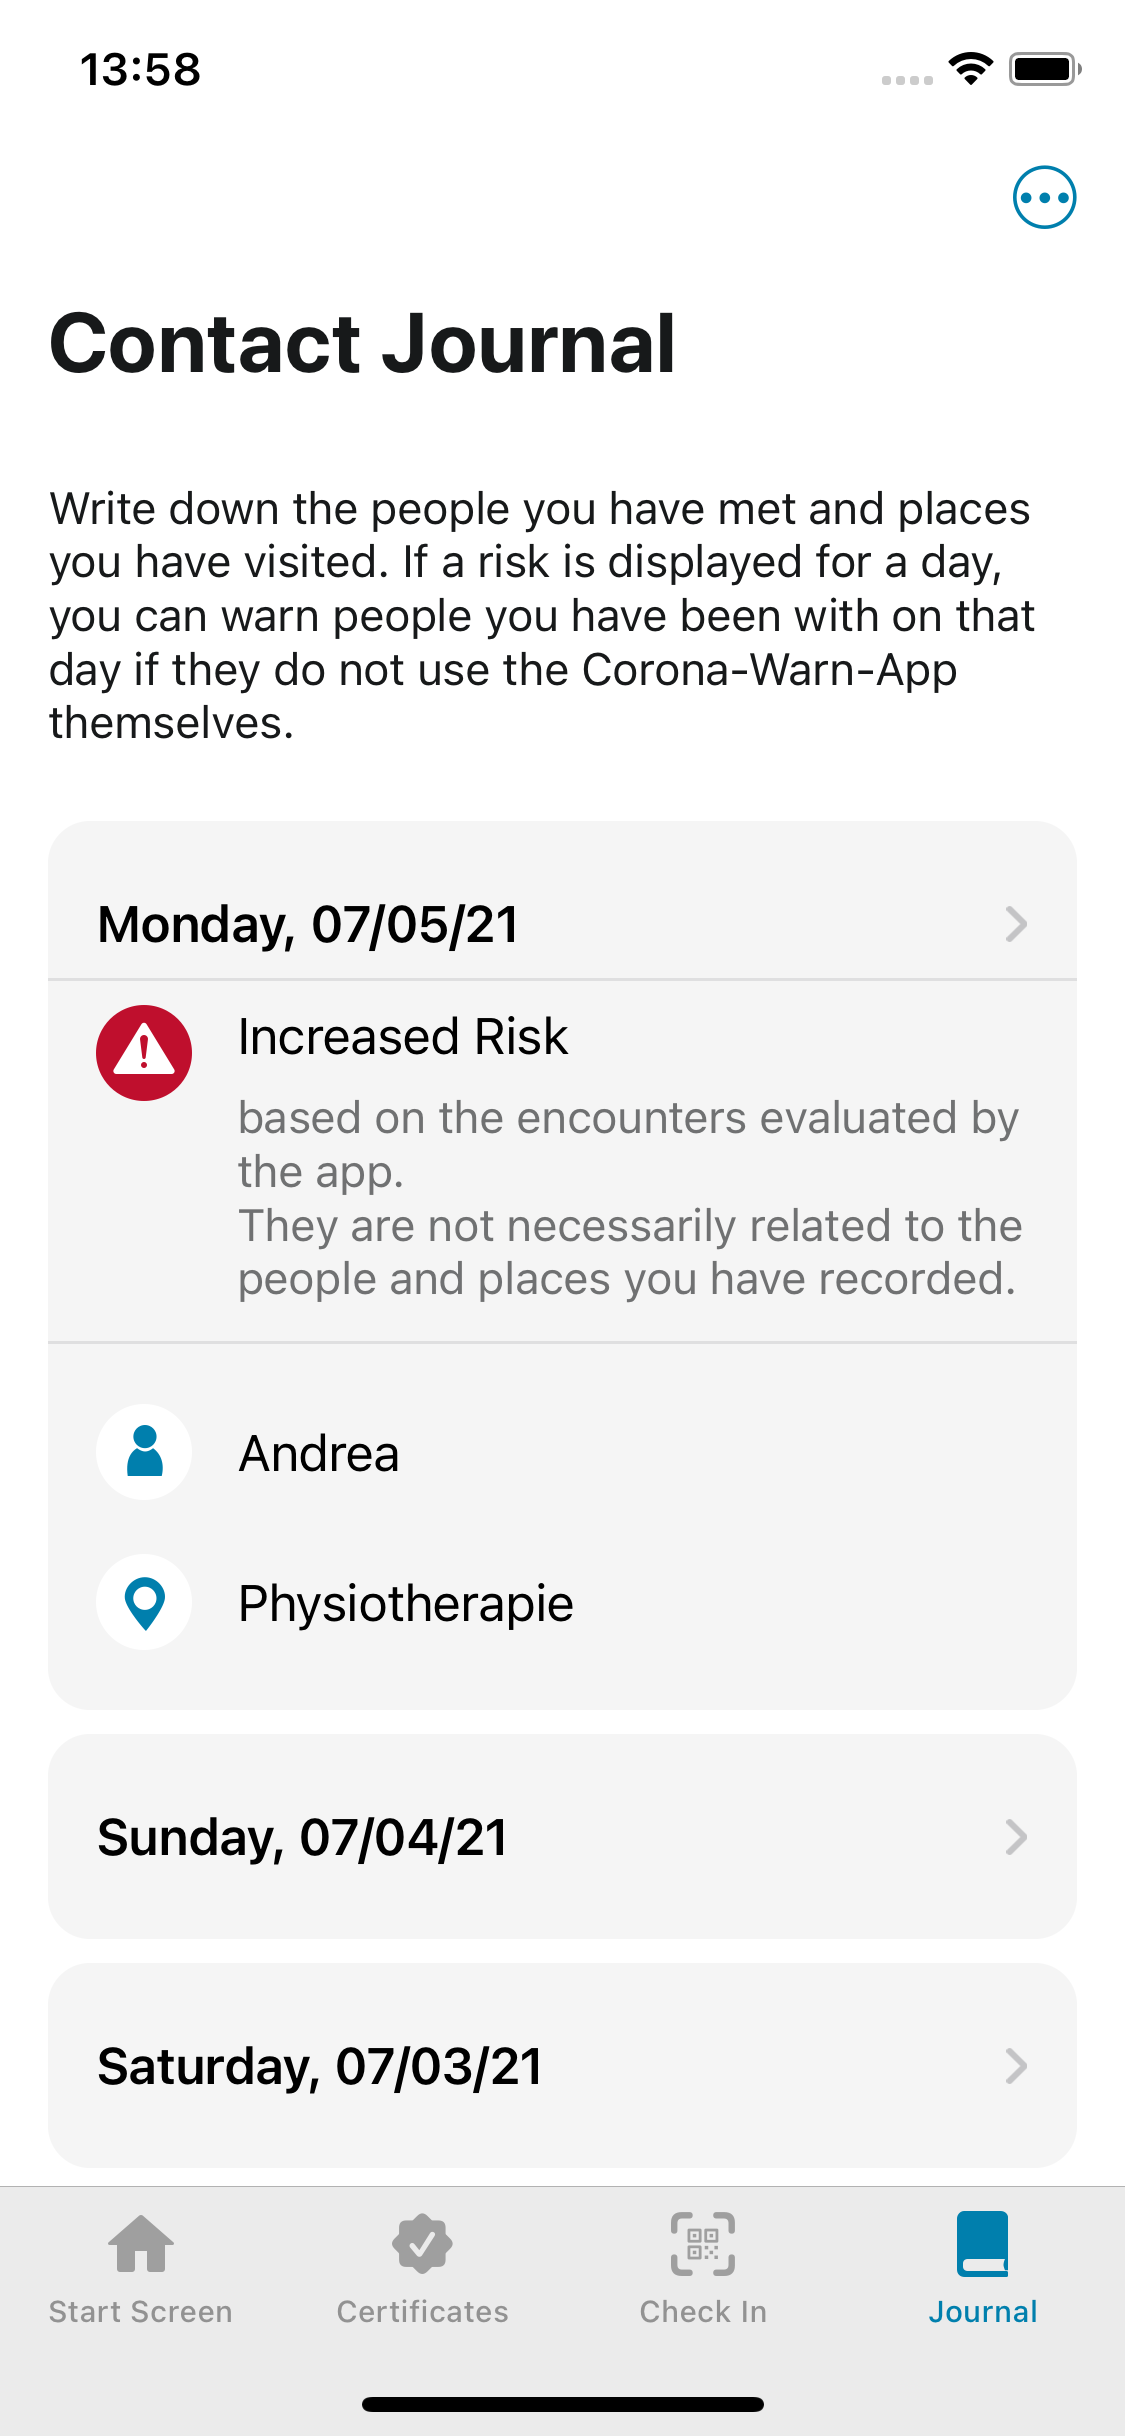 13:58
Contact Journal
Write down the people you have met and places
you have visited. If a risk is displayed for a day,
you can warn people you have been with on that
day if they do not use the Corona-Warn-App
themselves.
Monday, 07/05/21
Increased Risk
based on the encounters evaluated by
the app.
They are not necessarily related to the
people and places you have recorded.
Andrea
Physiotherapie
Sunday, 07/04/21
Saturday, 07/03/21
Start Screen
Certificates
Check In
Journal